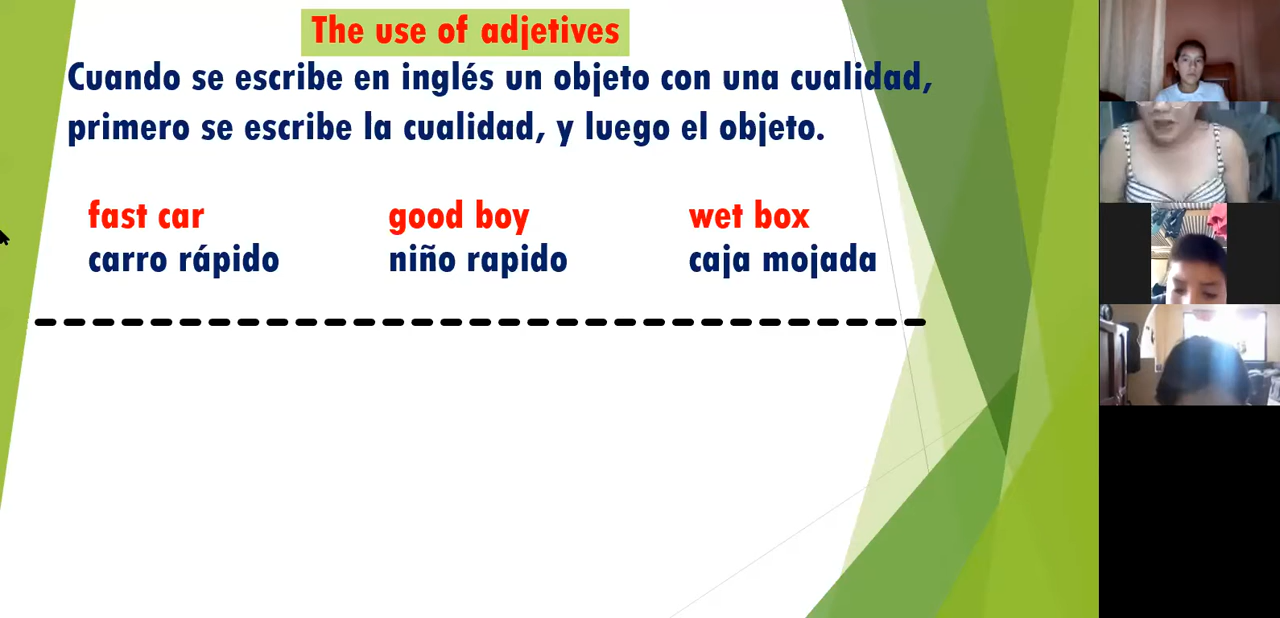 The use of adjetives
Cuando se escribe en inglés un objeto con una cualidad,
primero se escribe la cualidad, y luego el objeto.
fast car
carro rápido
good boy
niño rapido
wet box
caja mojada